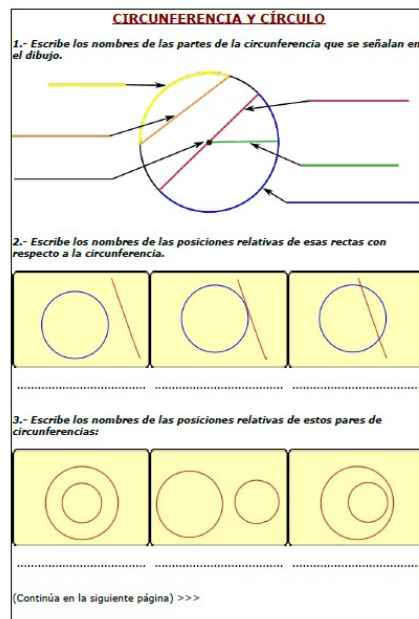 CIRCUNFERENCIA Y CÍRCULO
1.- Escribe los nombres de las partes de la circunferencia que se señalan en
el dibujo.
2.- Escribe los nombres de las posiciones relativas de esas rectas con
respecto a la circunferencia.
3.- Escribe los nombres de las posiciones relativas de estos pares de
circunferencias:
(Continúa en la siguiente página) >>>